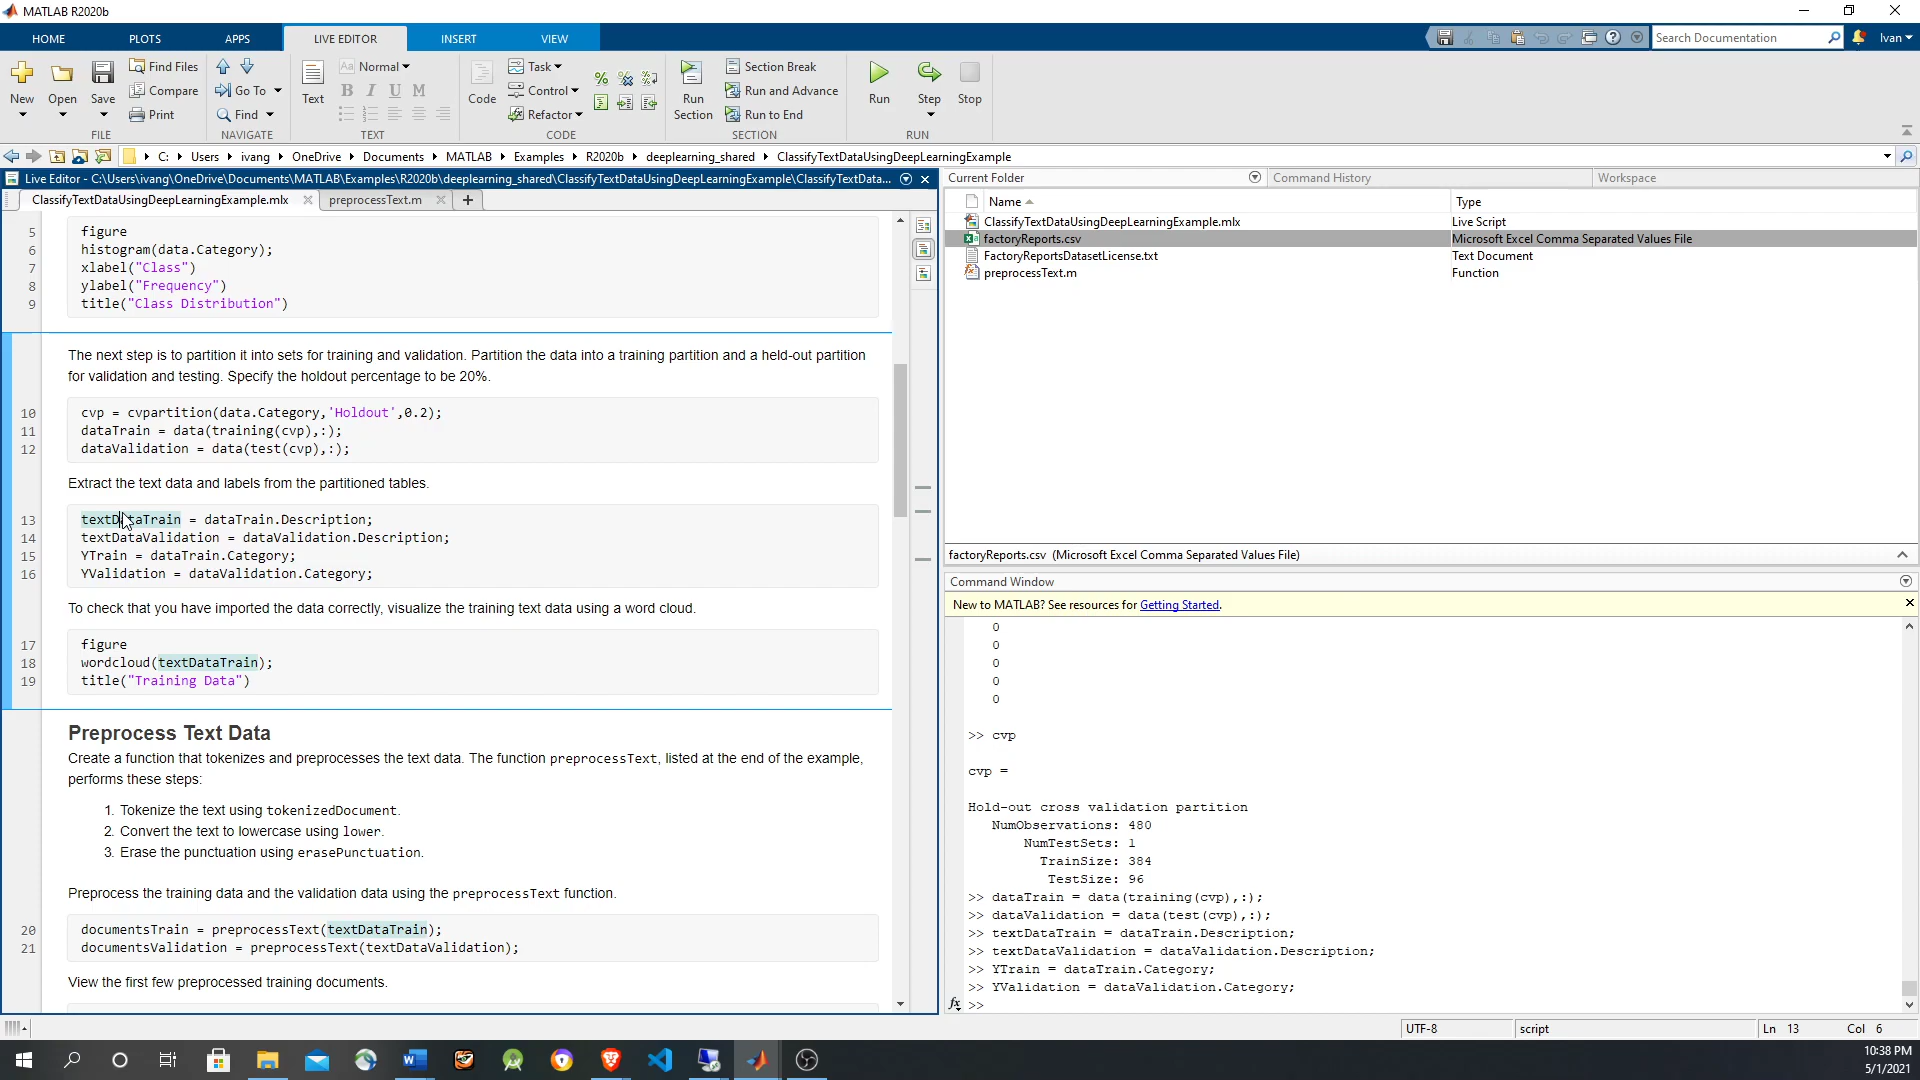 MATLAB R2020b
HOME
PLOTS
APPS
LIVE EDITOR
INSERT
VIEW
Search Documentation
Ivan
New
Open
Save
Find Files
Compare
Print
FILE
Go To
Find
NAVIGATE
Text
Aa Normal
B I U M
TEXT
Code
Task
Control
Refactor
CODE
Run Section
Section Break
Run and Advance
Run to End
SECTION
Run
Step
Stop
RUN
C: Users ivang OneDrive Documents MATLAB Examples R2020b deeplearning_shared ClassifyTextDataUsingDeepLearningExample
Live Editor - C:\Users\ivang\OneDrive\Documents\MATLAB\Examples\R2020b\deeplearning_shared\ClassifyTextDataUsingDeepLearningExample\ClassifyTextData...
ClassifyTextDataUsingDeepLearningExample.mlx
preprocessText.m
5 figure
6 histogram(data.Category);
7 xlabel("Class")
8 ylabel("Frequency")
9 title("Class Distribution")
The next step is to partition it into sets for training and validation. Partition the data into a training partition and a held-out partition
for validation and testing. Specify the holdout percentage to be 20%.
10 cvp = cvpartition(data.Category,'Holdout',0.2);
11 dataTrain = data(training(cvp),:);
12 dataValidation = data(test(cvp),:);
Extract the text data and labels from the partitioned tables.
13 textDataTrain = dataTrain.Description;
14 textDataValidation = dataValidation.Description;
15 YTrain = dataTrain.Category;
16 YValidation = dataValidation.Category;
To check that you have imported the data correctly, visualize the training text data using a word cloud.
17 figure
18 wordcloud(textDataTrain);
19 title("Training Data")
Preprocess Text Data
Create a function that tokenizes and preprocesses the text data. The function preprocessText, listed at the end of the example,
performs these steps:
1. Tokenize the text using tokenizedDocument.
2. Convert the text to lowercase using lower.
3. Erase the punctuation using erasePunctuation.
Preprocess the training data and the validation data using the preprocessText function.
20 documentsTrain = preprocessText(textDataTrain);
21 documentsValidation = preprocessText(textDataValidation);
View the first few preprocessed training documents.
Current Folder
Command History
Workspace
Name
Type
ClassifyTextDataUsingDeepLearningExample.mlx Live Script
factoryReports.csv Microsoft Excel Comma Separated Values File
FactoryReportsDatasetLicense.txt Text Document
preprocessText.m Function
factoryReports.csv (Microsoft Excel Comma Separated Values File)
Command Window
New to MATLAB? See resources for Getting Started.
0
0
0
0
0
>> cvp
cvp =
Hold-out cross validation partition
NumObservations: 480
NumTestSets: 1
TrainSize: 384
TestSize: 96
>> dataTrain = data(training(cvp),:);
>> dataValidation = data(test(cvp),:);
>> textDataTrain = dataTrain.Description;
>> textDataValidation = dataValidation.Description;
>> YTrain = dataTrain.Category;
>> YValidation = dataValidation.Category;
fx >>
UTF-8
script
Ln 13
Col 6
10:38 PM
5/1/2021